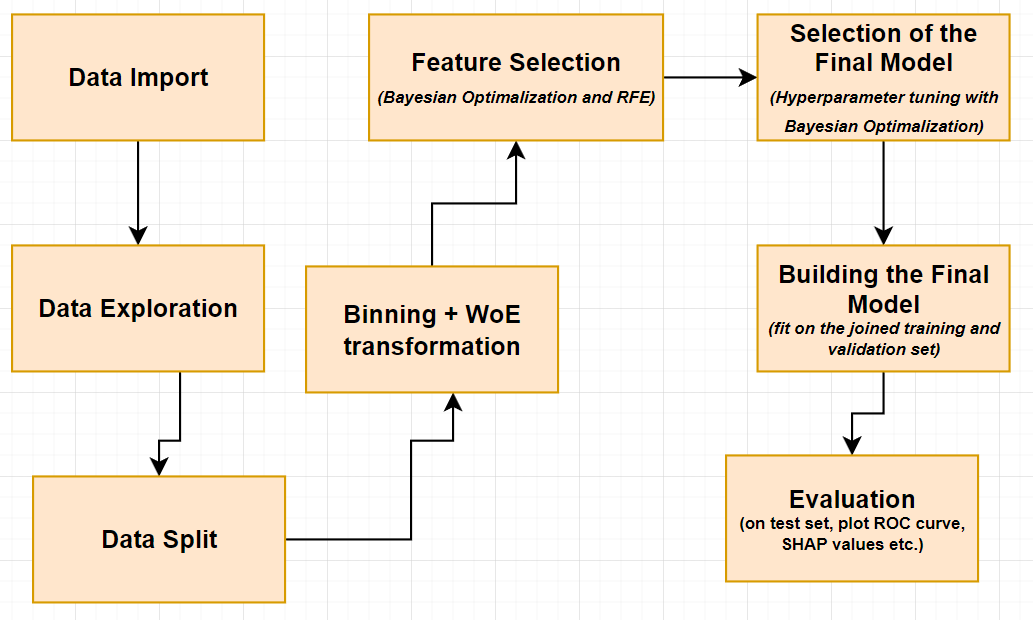 Data Import
Data Exploration
Data Split
Binning + WoE
transformation
Feature Selection
(Bayesian Optimalization and RFE)
Selection of the
Final Model
(Hyperparameter tuning with
Bayesian Optimalization)
Building the Final
Model
(fit on the joined training and
validation set)
Evaluation
(on test set, plot ROC curve,
SHAP values etc.)